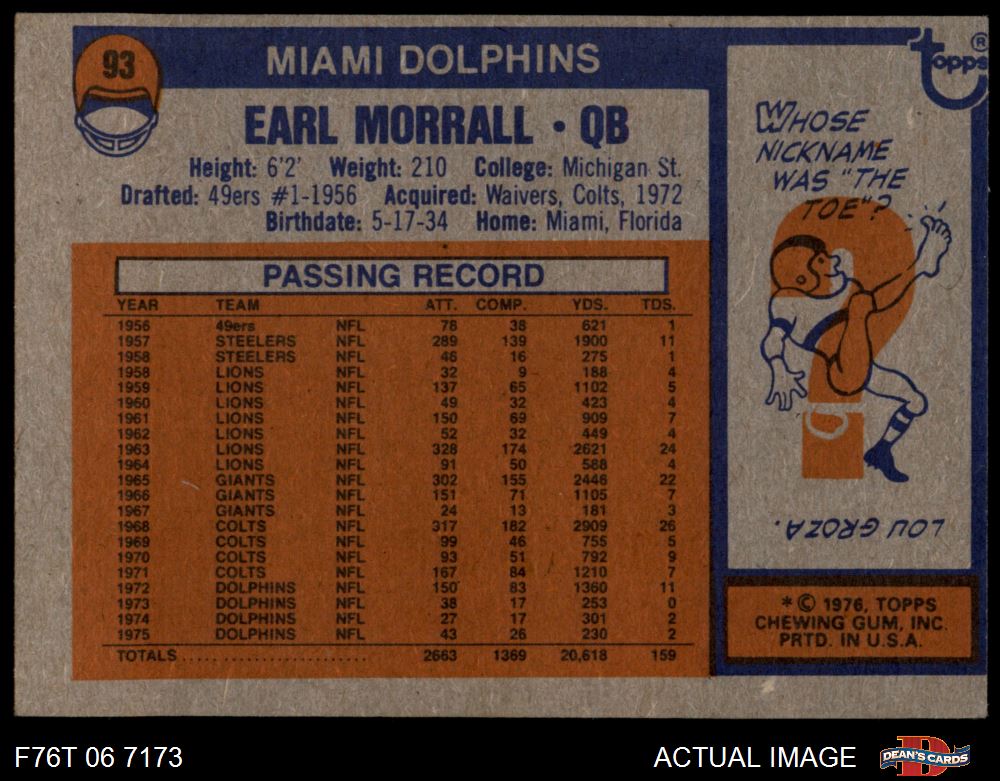 93
MIAMI DOLPHINS
EARL MORRALL • QB
Height: 6'2' Weight: 210 College: Michigan St.
Drafted: 49ers #1-1956 Acquired: Waivers, Colts, 1972
Birthdate: 5-17-34 Home: Miami, Florida
PASSING RECORD
YEAR TEAM ATT. COMP. YDS. TDS.
1956 49ers NFL 78 38 621 1
1957 STEELERS NFL 289 139 1900 11
1958 STEELERS NFL 46 16 275 1
1958 LIONS NFL 32 9 188 4
1959 LIONS NFL 137 65 1102 5
1960 LIONS NFL 49 32 423 4
1961 LIONS NFL 150 69 909 7
1962 LIONS NFL 52 32 449 4
1963 LIONS NFL 328 174 2621 24
1964 LIONS NFL 91 50 588 4
1965 GIANTS NFL 302 155 2446 22
1966 GIANTS NFL 151 71 1105 7
1967 GIANTS NFL 24 13 181 3
1968 COLTS NFL 317 182 2909 26
1969 COLTS NFL 99 46 755 5
1970 COLTS NFL 93 51 792 9
1971 COLTS NFL 167 84 1210 7
1972 DOLPHINS NFL 150 83 1360 11
1973 DOLPHINS NFL 38 17 253 0
1974 DOLPHINS NFL 27 17 301 2
1975 DOLPHINS NFL 43 26 230 2
TOTALS........................ 2663 1369 20,618 159
topps ®
WHOSE
NICKNAME
WAS "THE
TOE"?
LOU GROZA.
* © 1976, TOPPS
CHEWING GUM, INC.
PRTD. IN U.S.A.
F76T 06 7173
ACTUAL IMAGE
DEAN'S CARDS